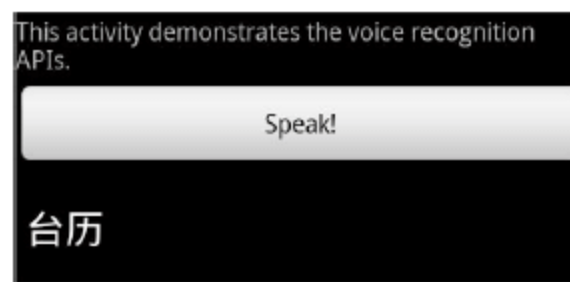 This activity demonstrates the voice recognition
APIs.
Speak!
台历